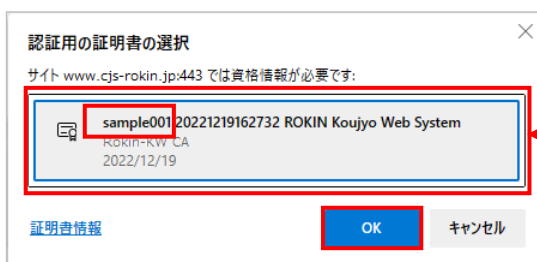 認証用の証明書の選択
サイト www.cjs-rokin.jp:443 では資格情報が必要です:
sample001 20221219162732 ROKIN Koujyo Web System
Rokin-KW CA
2022/12/19
証明書情報
OK
キャンセル